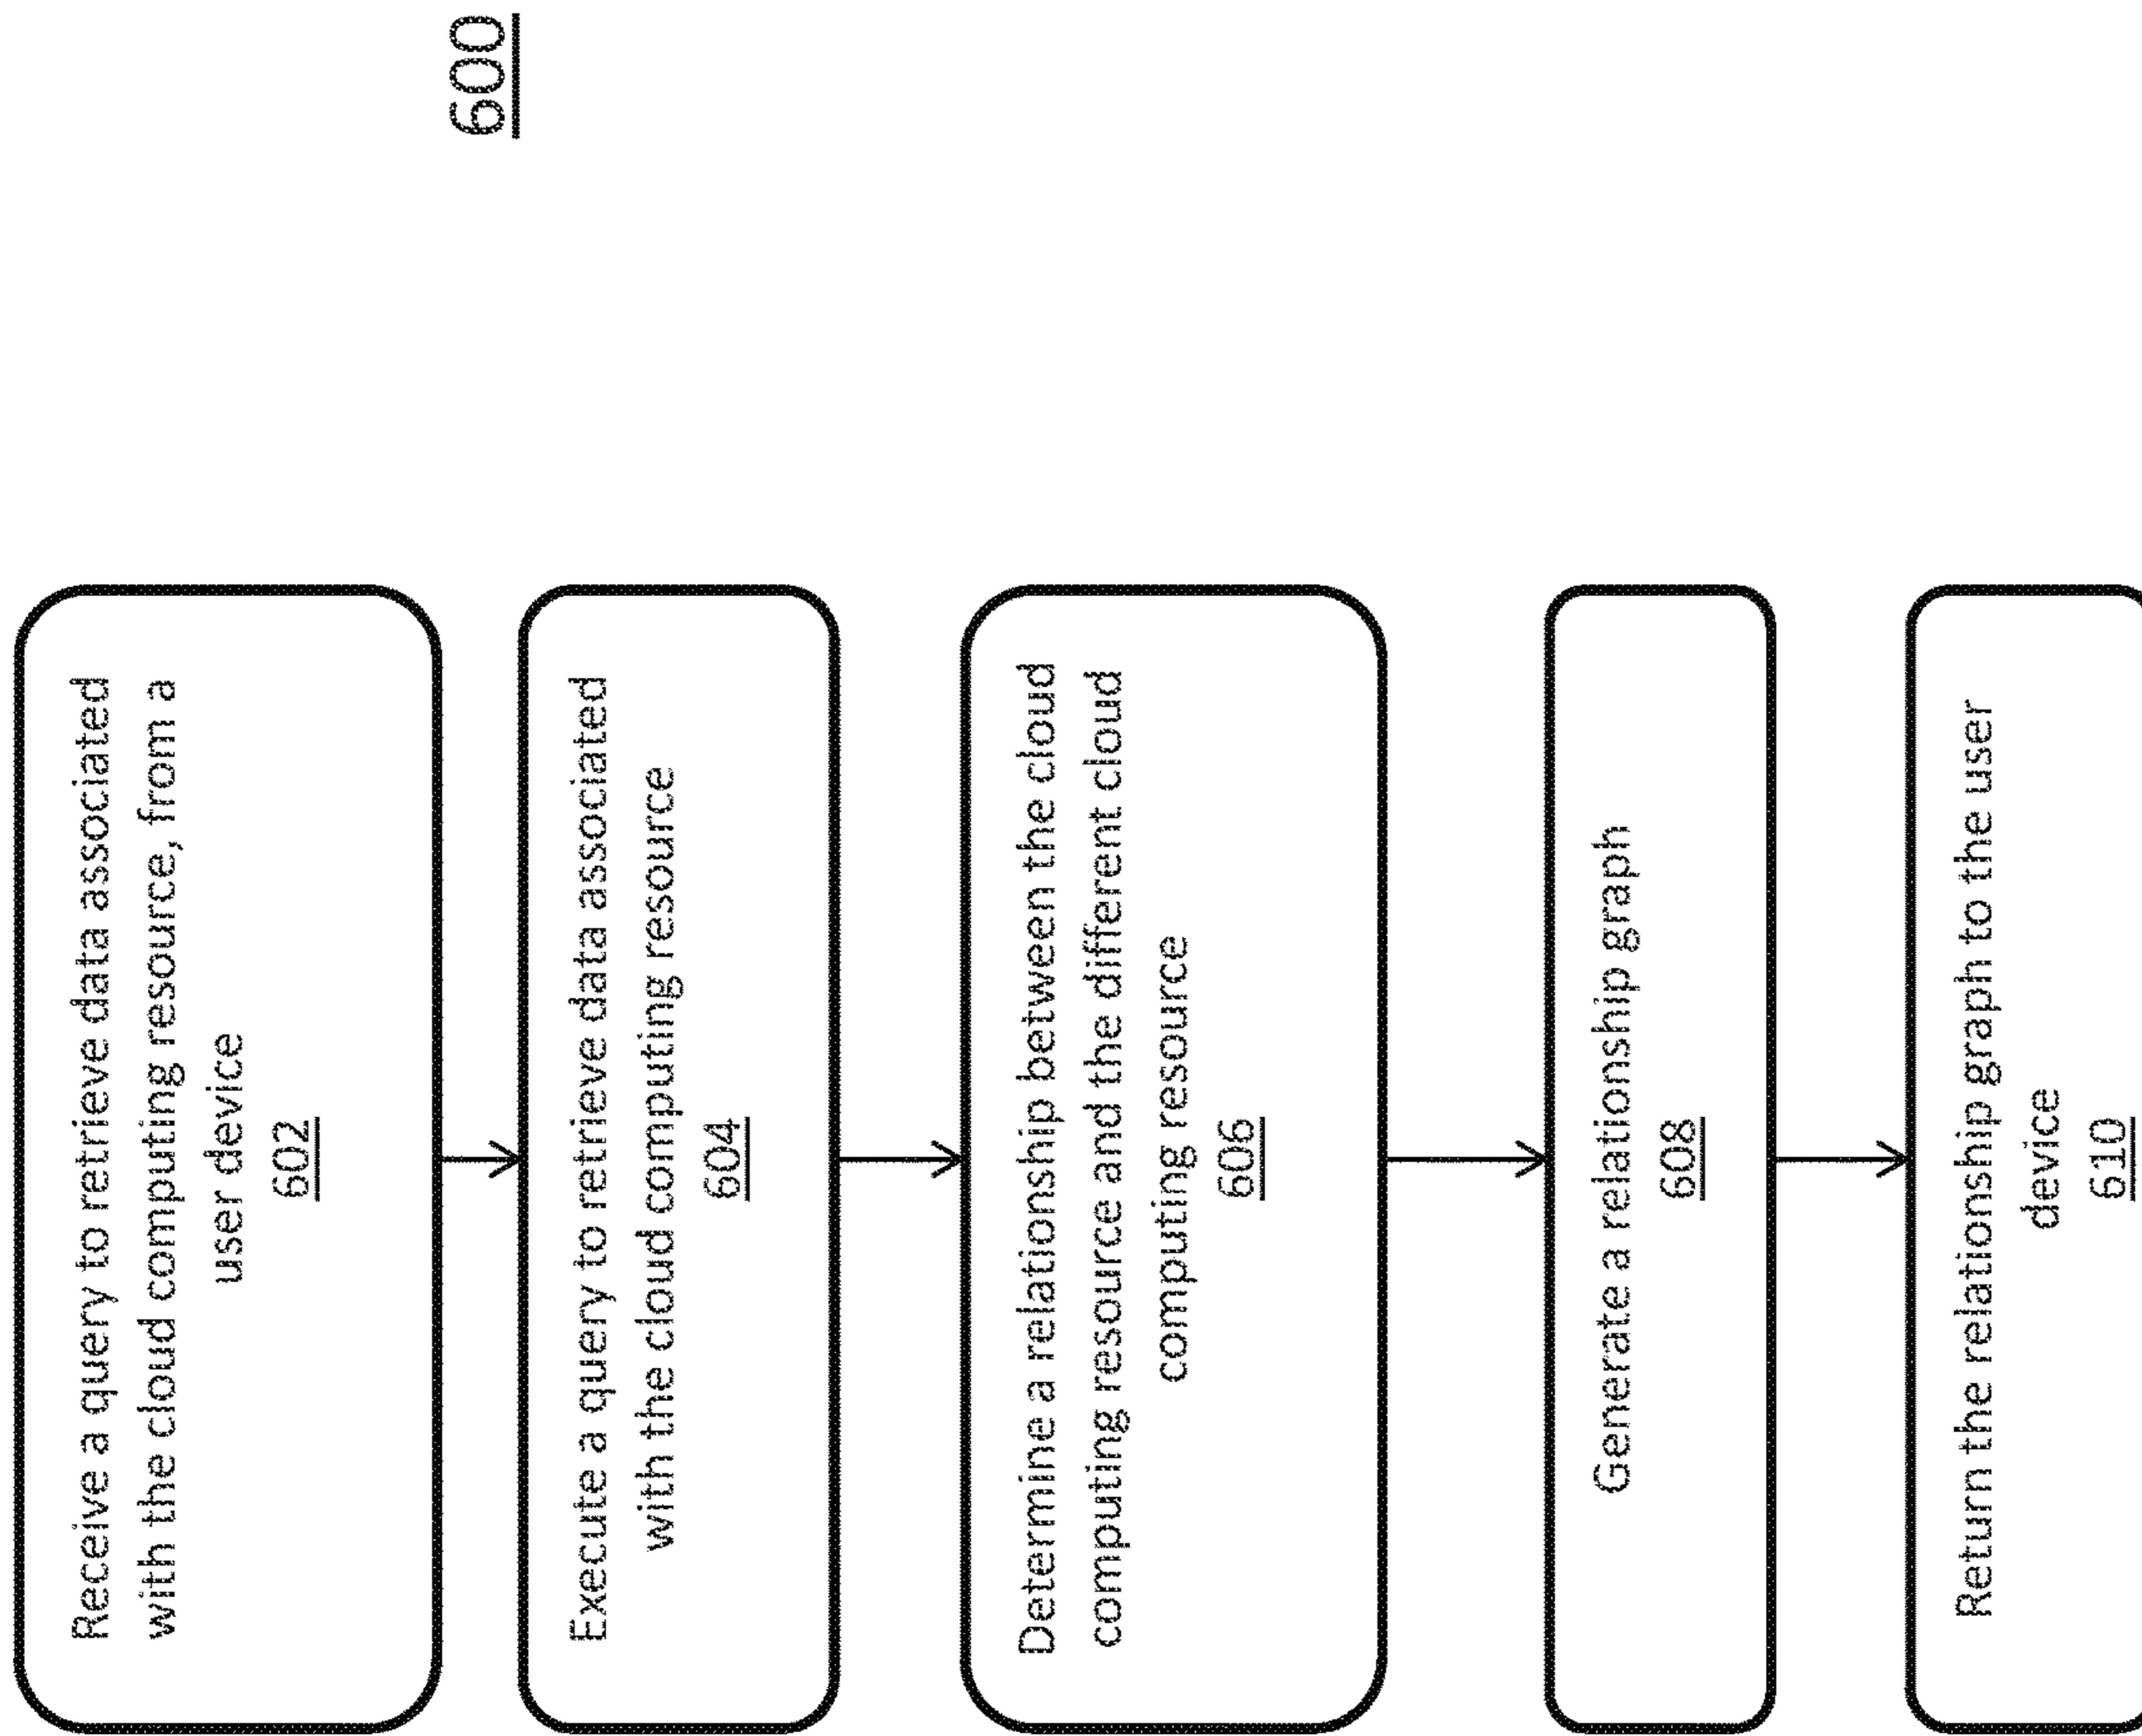 600
Receive a query to retrieve data associated
with the cloud computing resource, from a
user device
602
Execute a query to retrieve data associated
with the cloud computing resource
604
Determine a relationship between the cloud
computing resource and the different cloud
computing resource
606
Generate a relationship graph
608
Return the relationship graph to the user
device
610